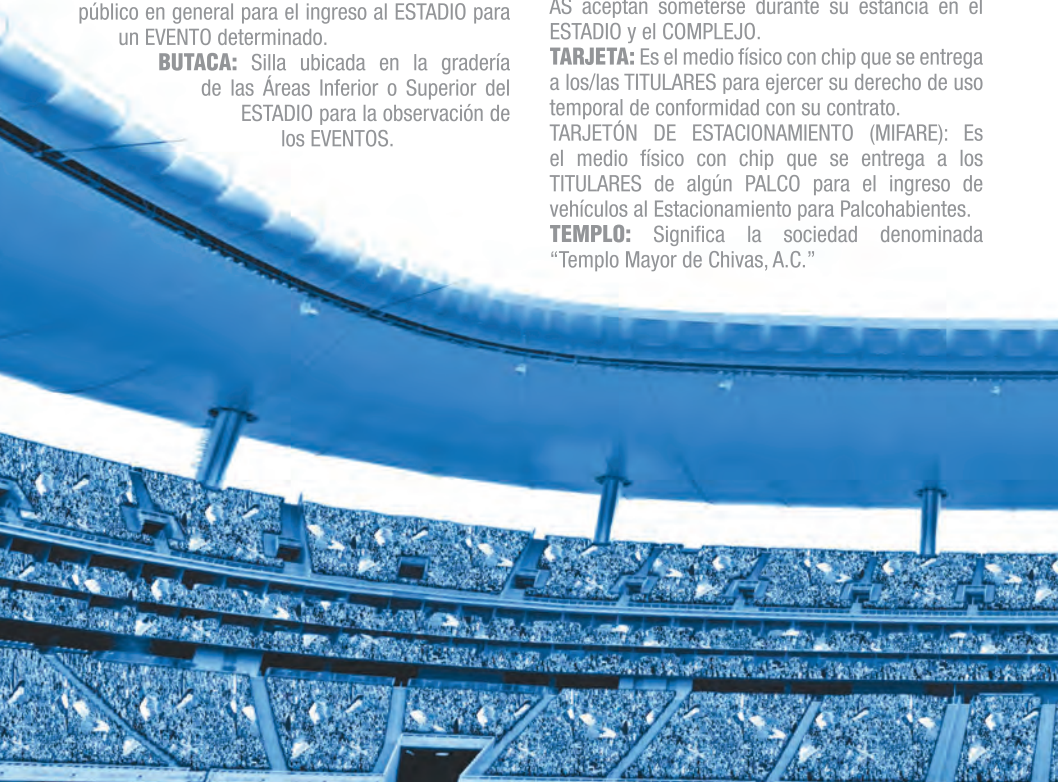 público en general para el ingreso al ESTADIO para
un EVENTO determinado.
BUTACA: Silla ubicada en la gradería
de las Áreas Inferior o Superior del
ESTADIO para la observación de
los EVENTOS.
AS aceptan someterse durante su estancia en el
ESTADIO y el COMPLEJO.
TARJETA: Es el medio físico con chip que se entrega
a los/las TITULARES para ejercer su derecho de uso
temporal de conformidad con su contrato.
TARJETÓN DE ESTACIONAMIENTO (MIFARE): Es
el medio físico con chip que se entrega a los
TITULARES de algún PALCO para el ingreso de
vehículos al Estacionamiento para Palcohabientes.
TEMPLO: Significa la sociedad denominada
“Templo Mayor de Chivas, A.C.”